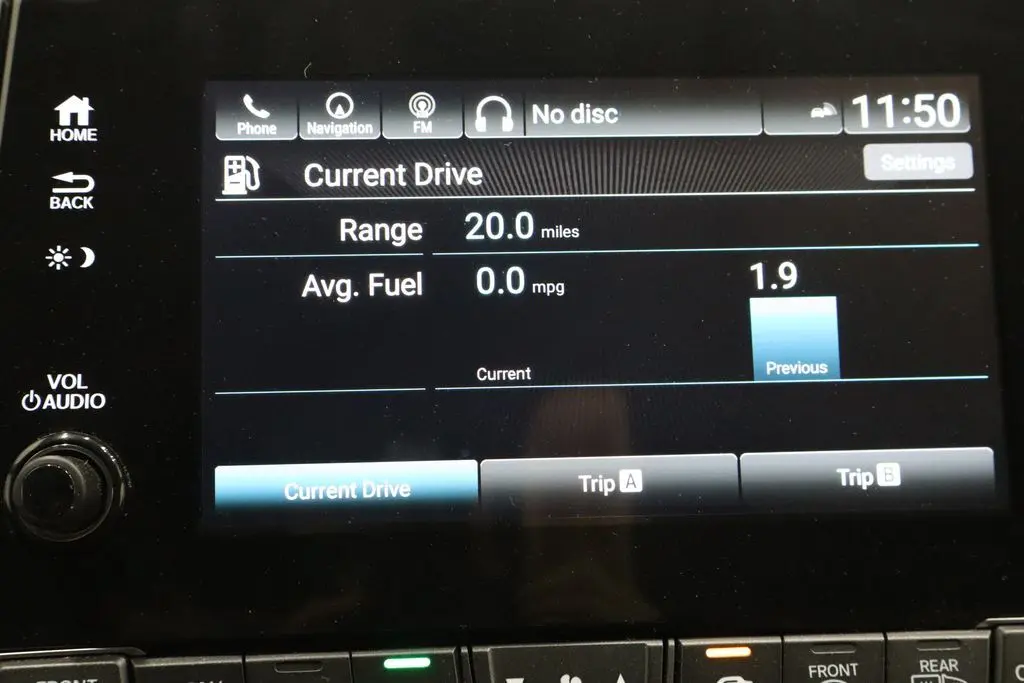 HOME
BACK
VOL
AUDIO
Phone
Navigation
FM
No disc
11:50
Current Drive
Settings
Range 20.0 miles
Avg. Fuel 0.0 mpg 1.9
Current
Previous
Current Drive
Trip A
Trip B
FRONT
REAR